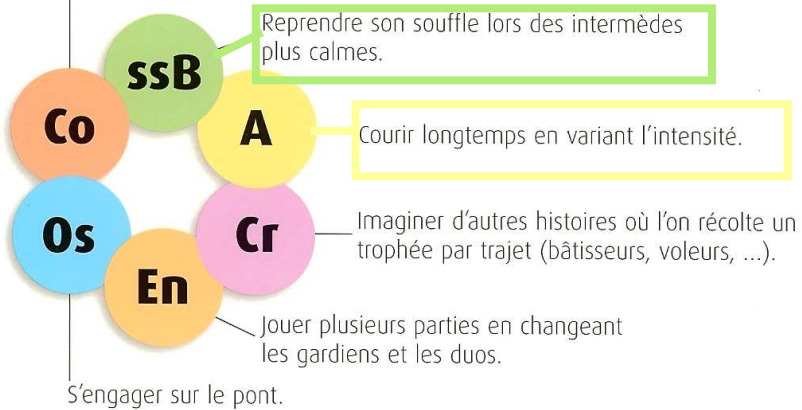 Reprendre son souffle lors des intermèdes
plus calmes.
ssB
Co
A
Courir longtemps en variant l'intensité.
Os
Cr
Imaginer d'autres histoires où l'on récolte un
trophée par trajet (bâtisseurs, voleurs, ...).
En
Jouer plusieurs parties en changeant
les gardiens et les duos.
S'engager sur le pont.